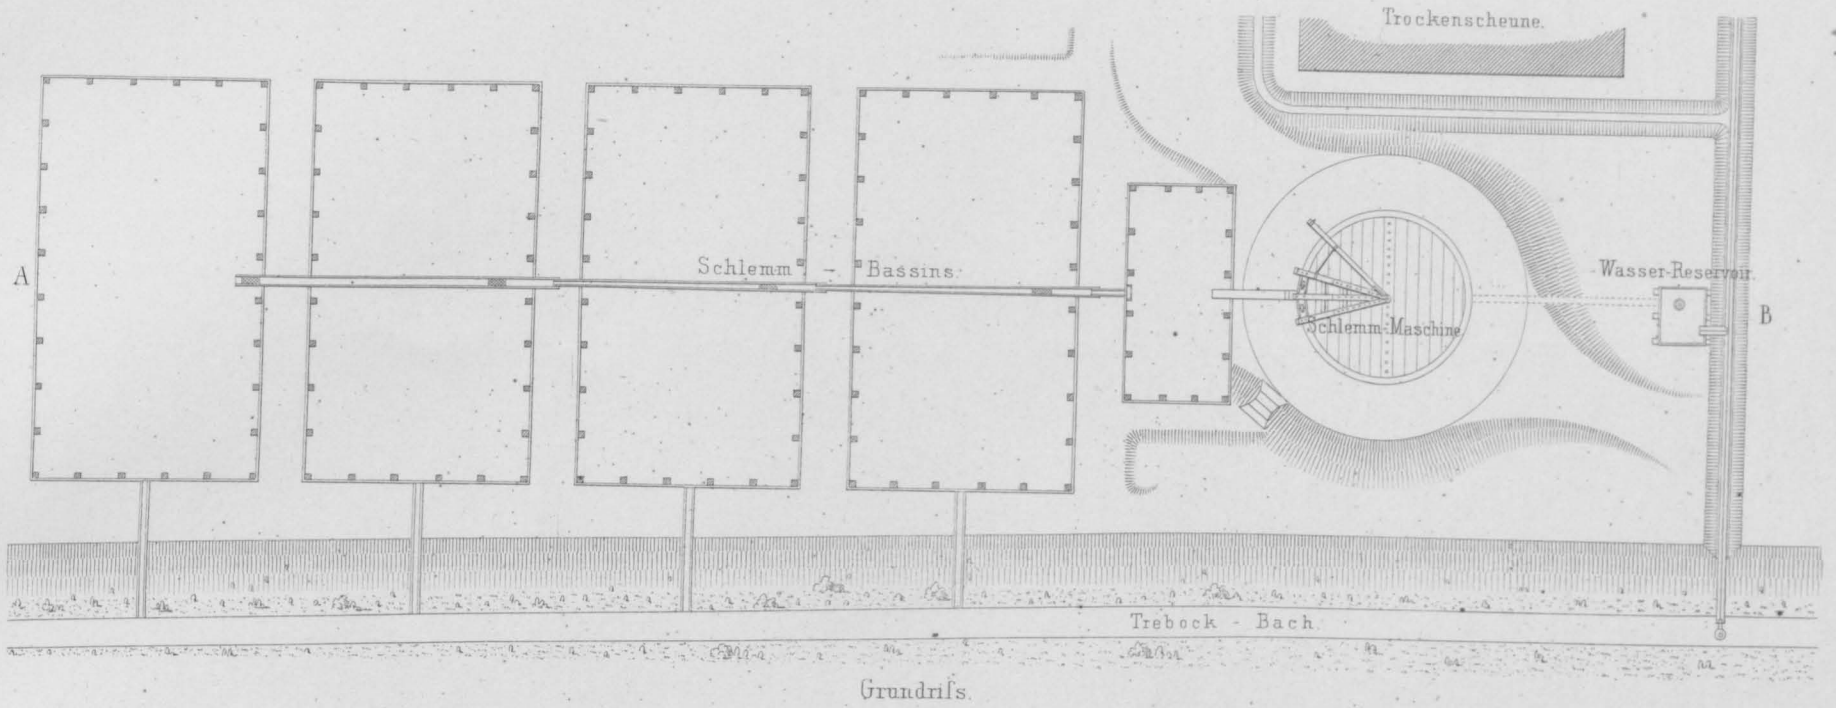 Trockenscheune.
A
Schlemm - Bassins.
Wasser-Reservoir.
B
Schlemm-Maschine.
Trebock - Bach.
Grundriſs.